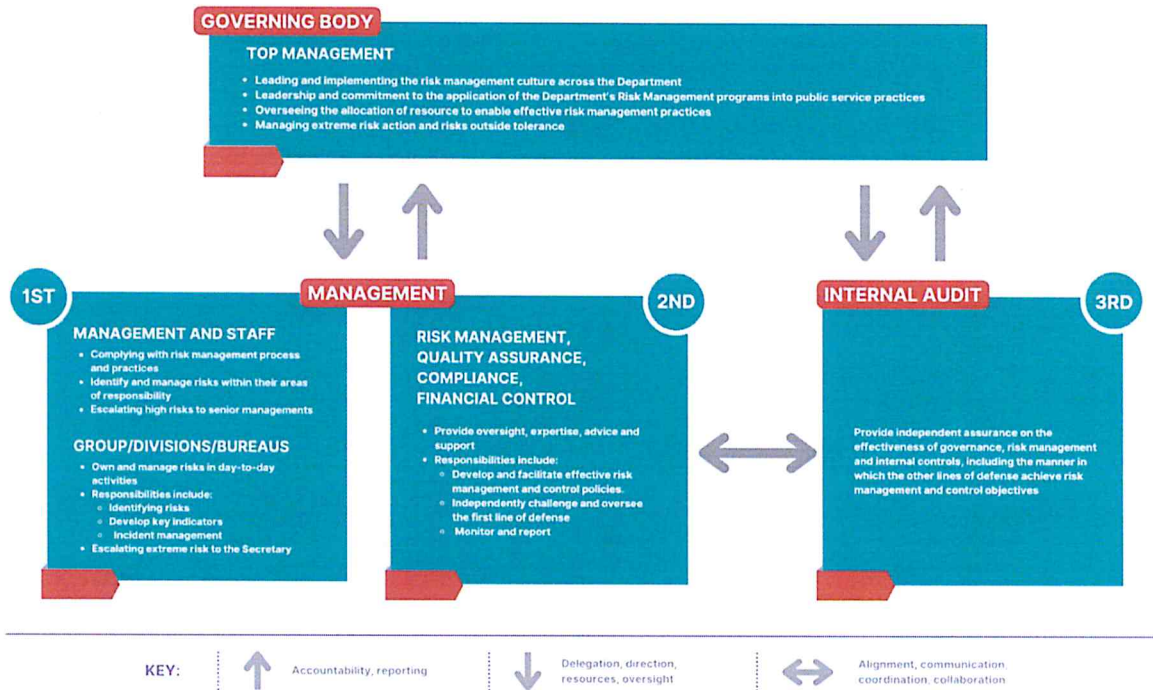 GOVERNING BODY
TOP MANAGEMENT
• Leading and implementing the risk management culture across the Department
• Leadership and commitment to the application of the Department's Risk Management programs into public service practices
• Overseeing the allocation of resource to enable effective risk management practices
• Managing extreme risk action and risks outside tolerance
1ST
MANAGEMENT
2ND
MANAGEMENT AND STAFF
• Complying with risk management process
and practices
• Identify and manage risks within their areas
of responsibility
• Escalating high risks to senior managements
GROUP/DIVISIONS/BUREAUS
• Own and manage risks in day-to-day
activities
• Responsibilities include:
○ Identifying risks
○ Develop key indicators
○ Incident management
• Escalating extreme risk to the Secretary
RISK MANAGEMENT,
QUALITY ASSURANCE,
COMPLIANCE,
FINANCIAL CONTROL
• Provide oversight, expertise, advice and
support
• Responsibilities include:
○ Develop and facilitate effective risk
management and control policies.
○ Independently challenge and oversee
the first line of defense
○ Monitor and report
INTERNAL AUDIT
3RD
Provide independent assurance on the
effectiveness of governance, risk management
and internal controls, including the manner in
which the other lines of defense achieve risk
management and control objectives
KEY:
Accountability, reporting
Delegation, direction,
resources, oversight
Alignment, communication,
coordination, collaboration